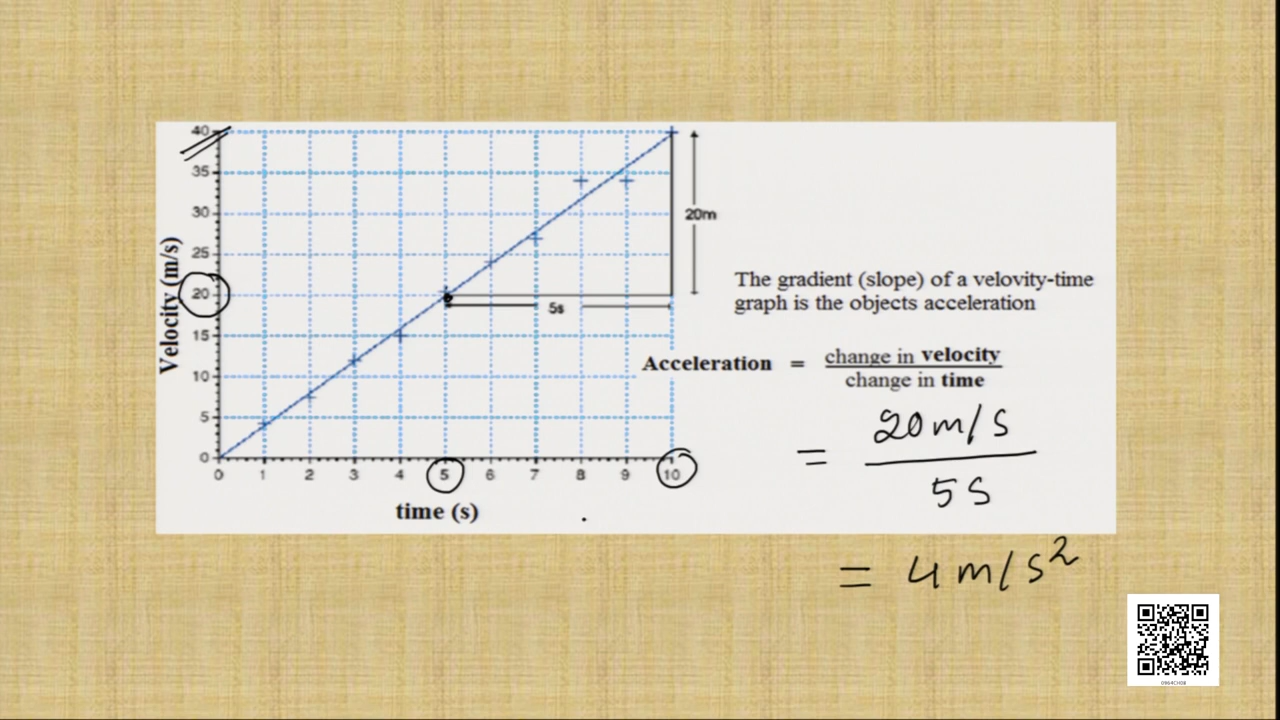 40
35
30
25
20
15
10
5
0
Velocity (m/s)
0 1 2 3 4 5 6 7 8 9 10
time (s)
20m
5s
The gradient (slope) of a velovity-time
graph is the objects acceleration
Acceleration = change in velocity
change in time
= 20m/s
5s
= 4m/s²
0964CH08